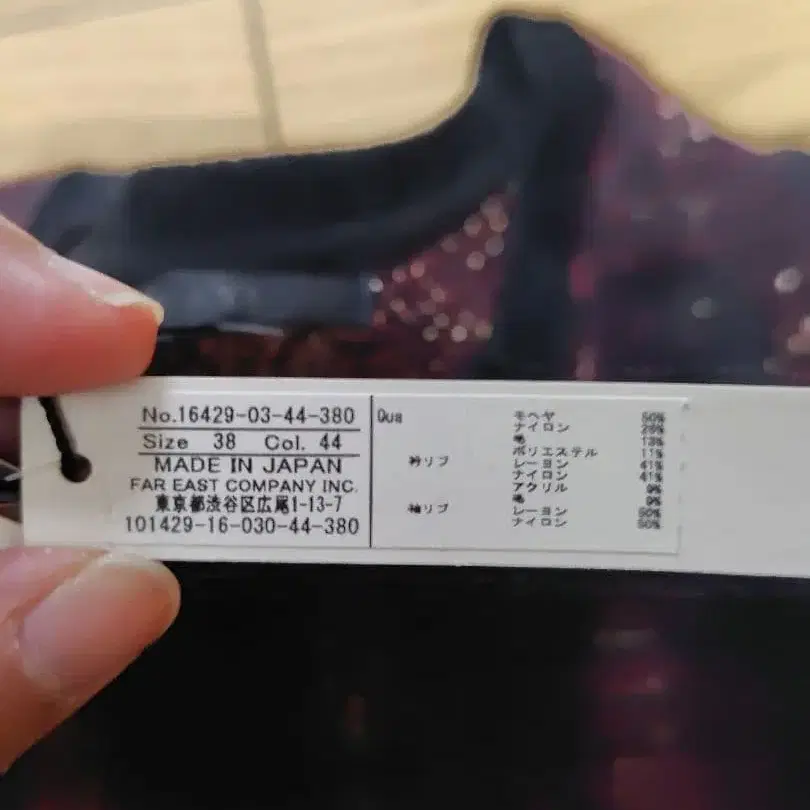 No.16429-03-44-380
Size 38 Col. 44
MADE IN JAPAN
FAR EAST COMPANY INC.
東京都渋谷区広尾1-13-7
101429-16-030-44-380
Qua モヘヤ 50%
ナイロン 26%
毛 13%
ポリエステル 11%
衿リブ レーヨン 41%
ナイロン 41%
アクリル 9%
毛 9%
袖リブ レーヨン 50%
ナイロン 50%